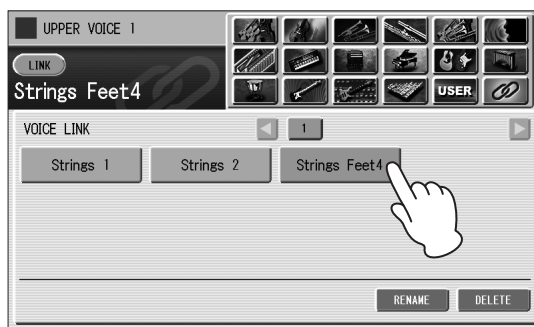 UPPER VOICE 1
LINK
Strings Feet4
USER
VOICE LINK
1
Strings 1
Strings 2
Strings Feet4
RENAME
DELETE